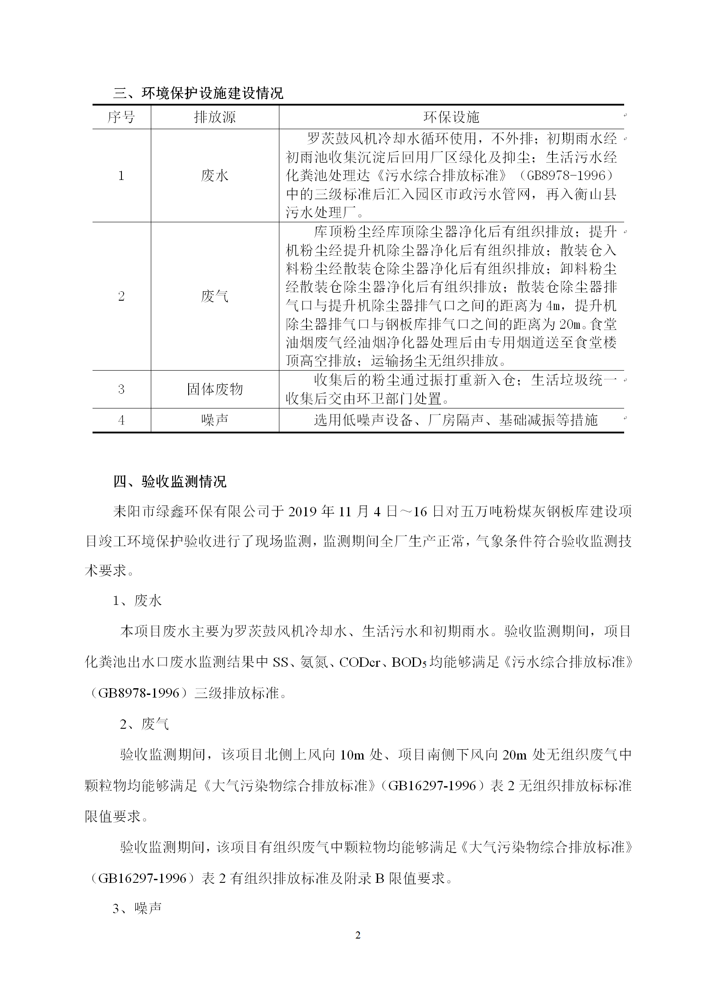 三、环境保护设施建设情况
序号 排放源 环保设施
1 废水 罗茨鼓风机冷却水循环使用，不外排；初期雨水经
初雨池收集沉淀后回用厂区绿化及抑尘；生活污水经
化粪池处理达《污水综合排放标准》（GB8978-1996）
中的三级标准后汇入园区市政污水管网，再入衡山县
污水处理厂。
2 废气 库顶粉尘经库顶除尘器净化后有组织排放；提升
机粉尘经提升机除尘器净化后有组织排放；散装仓入
料粉尘经散装仓除尘器净化后有组织排放；卸料粉尘
经散装仓除尘器净化后有组织排放；散装仓除尘器排
气口与提升机除尘器排气口之间的距离为 4m，提升机
除尘器排气口与钢板库排气口之间的距离为 20m。食堂
油烟废气经油烟净化器处理后由专用烟道送至食堂楼
顶高空排放；运输扬尘无组织排放。
3 固体废物 收集后的粉尘通过振打重新入仓；生活垃圾统一
收集后交由环卫部门处置。
4 噪声 选用低噪声设备、厂房隔声、基础减振等措施
四、验收监测情况
耒阳市绿鑫环保有限公司于 2019 年 11 月 4 日～16 日对五万吨粉煤灰钢板库建设项
目竣工环境保护验收进行了现场监测，监测期间全厂生产正常，气象条件符合验收监测技
术要求。
1、废水
本项目废水主要为罗茨鼓风机冷却水、生活污水和初期雨水。验收监测期间，项目
化粪池出水口废水监测结果中 SS、氨氮、CODcr、BOD5 均能够满足《污水综合排放标准》
（GB8978-1996）三级排放标准。
2、废气
验收监测期间，该项目北侧上风向 10m 处、项目南侧下风向 20m 处无组织废气中
颗粒物均能够满足《大气污染物综合排放标准》（GB16297-1996）表 2 无组织排放标标准
限值要求。
验收监测期间，该项目有组织废气中颗粒物均能够满足《大气污染物综合排放标准》
（GB16297-1996）表 2 有组织排放标准及附录 B 限值要求。
3、噪声
2